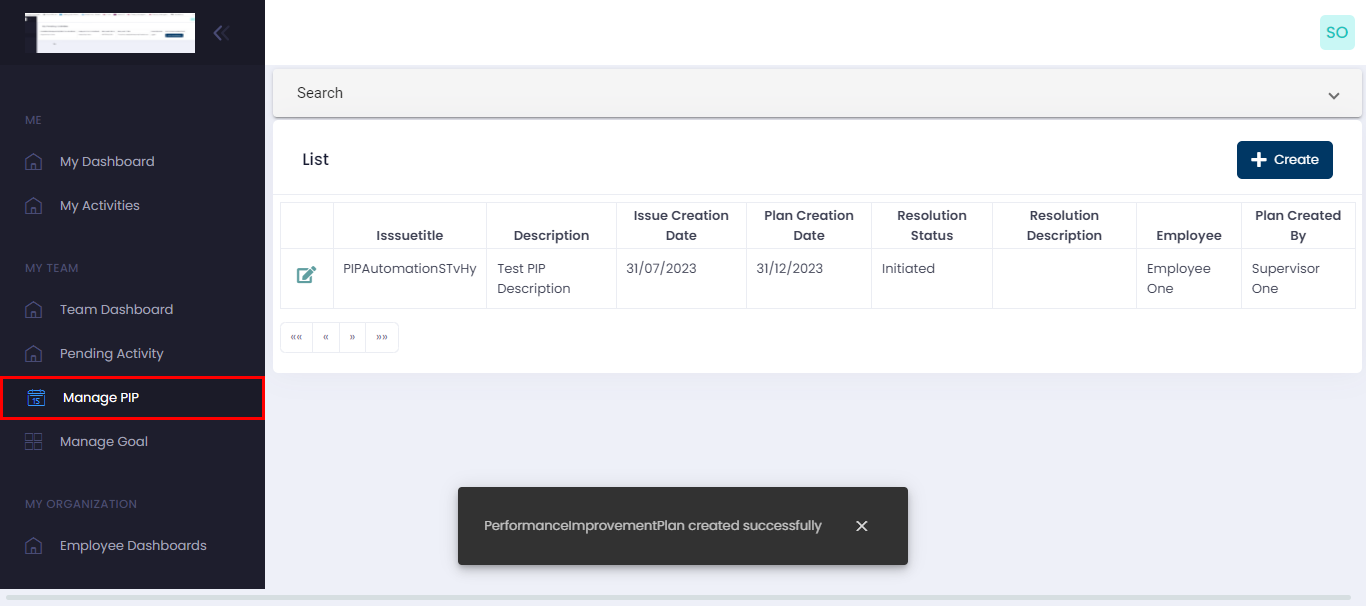 SO
ME
My Dashboard
My Activities
MY TEAM
Team Dashboard
Pending Activity
15
Manage PIP
Manage Goal
MY ORGANIZATION
Employee Dashboards
Search
List
Create
Isssuetitle
Description
Issue Creation
Date
Plan Creation
Date
Resolution
Status
Resolution
Description
Employee
Plan Created
By
PIPAutomationSTvHy
Test PIP
Description
31/07/2023
31/12/2023
Initiated
Employee
One
Supervisor
One
«« « » »»
PerformanceImprovementPlan created successfully